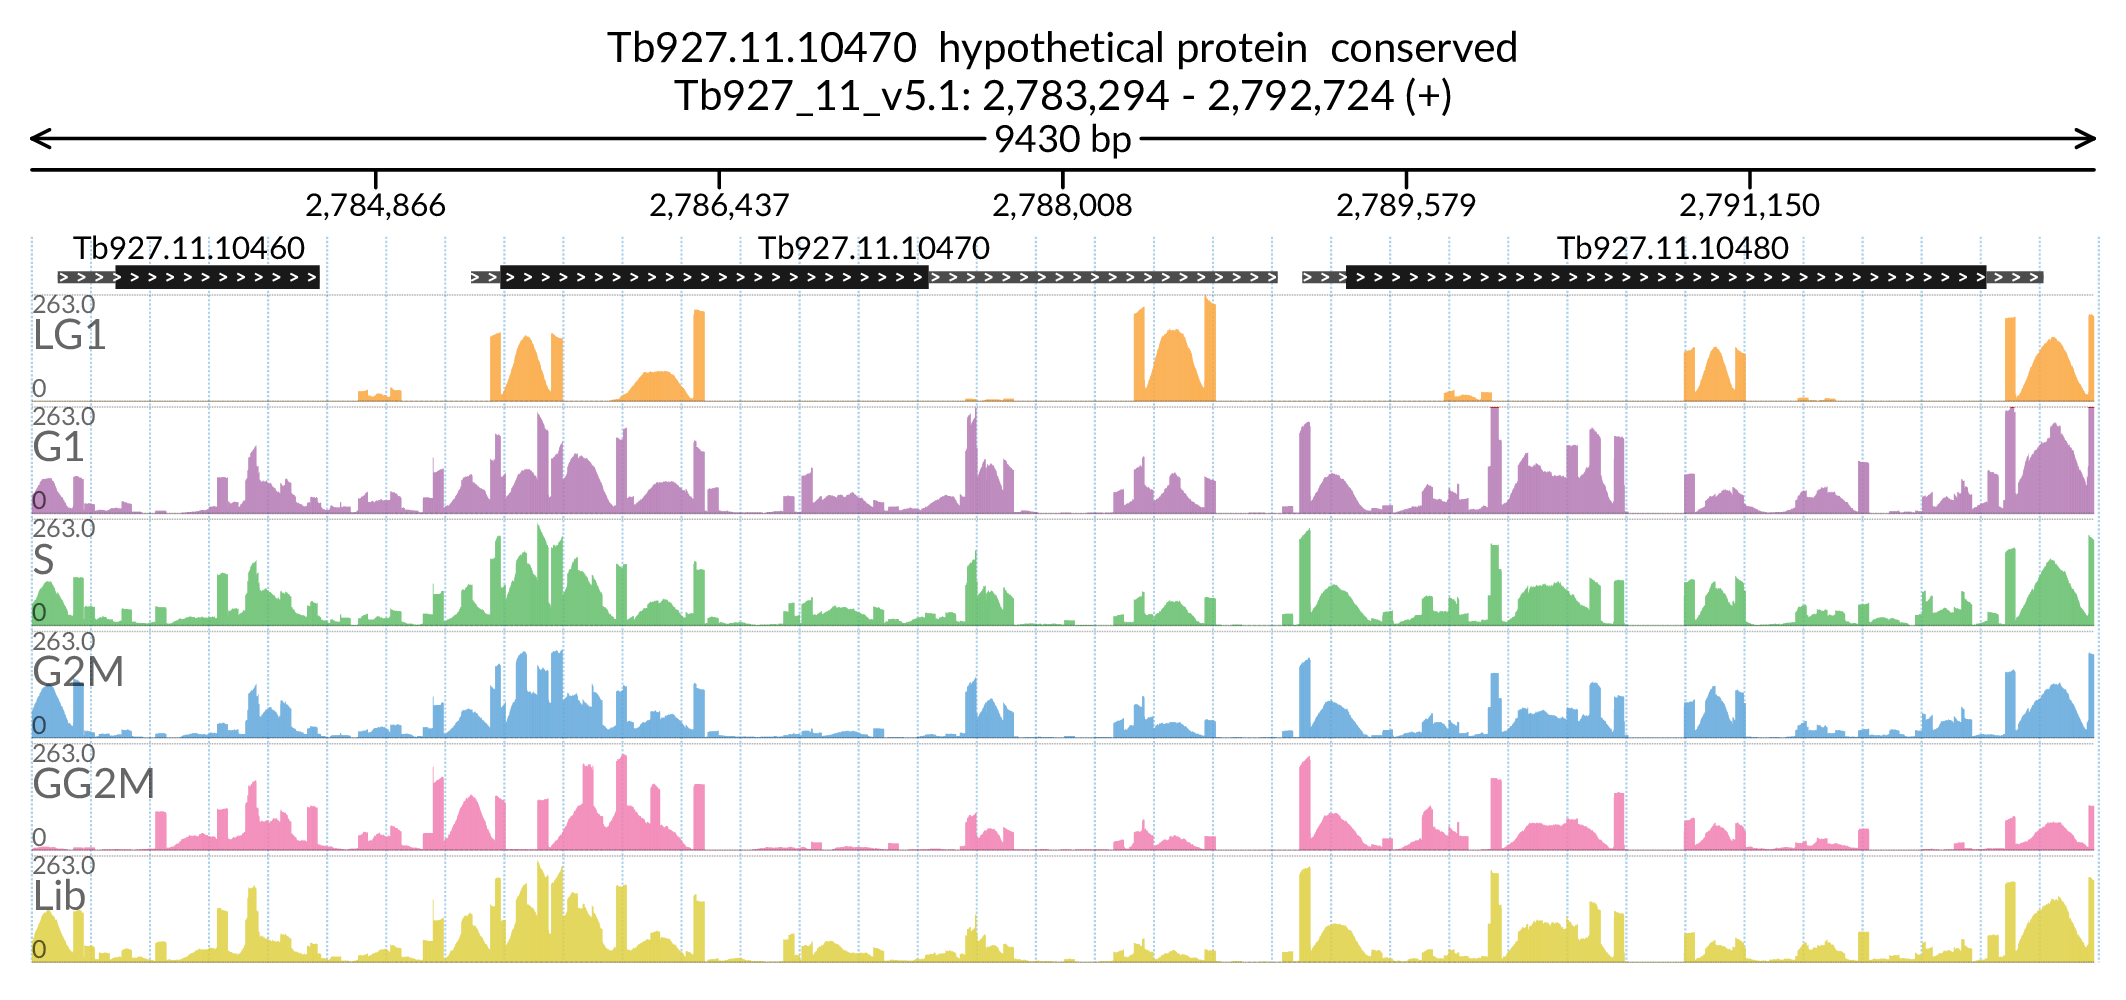 Tb927.11.10470  hypothetical protein  conserved
Tb927_11_v5.1: 2,783,294 - 2,792,724 (+)
9430 bp
2,784,866 2,786,437 2,788,008 2,789,579 2,791,150
Tb927.11.10460 Tb927.11.10470 Tb927.11.10480
263.0
LG1
0
263.0
G1
0
263.0
S
0
263.0
G2M
0
263.0
GG2M
0
263.0
Lib
0